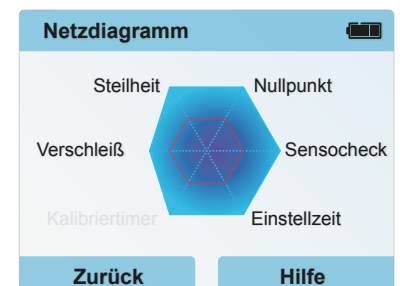 Netzdiagramm
Steilheit Nullpunkt
Verschleiß Sensocheck
Kalibriertimer Einstellzeit
Zurück Hilfe